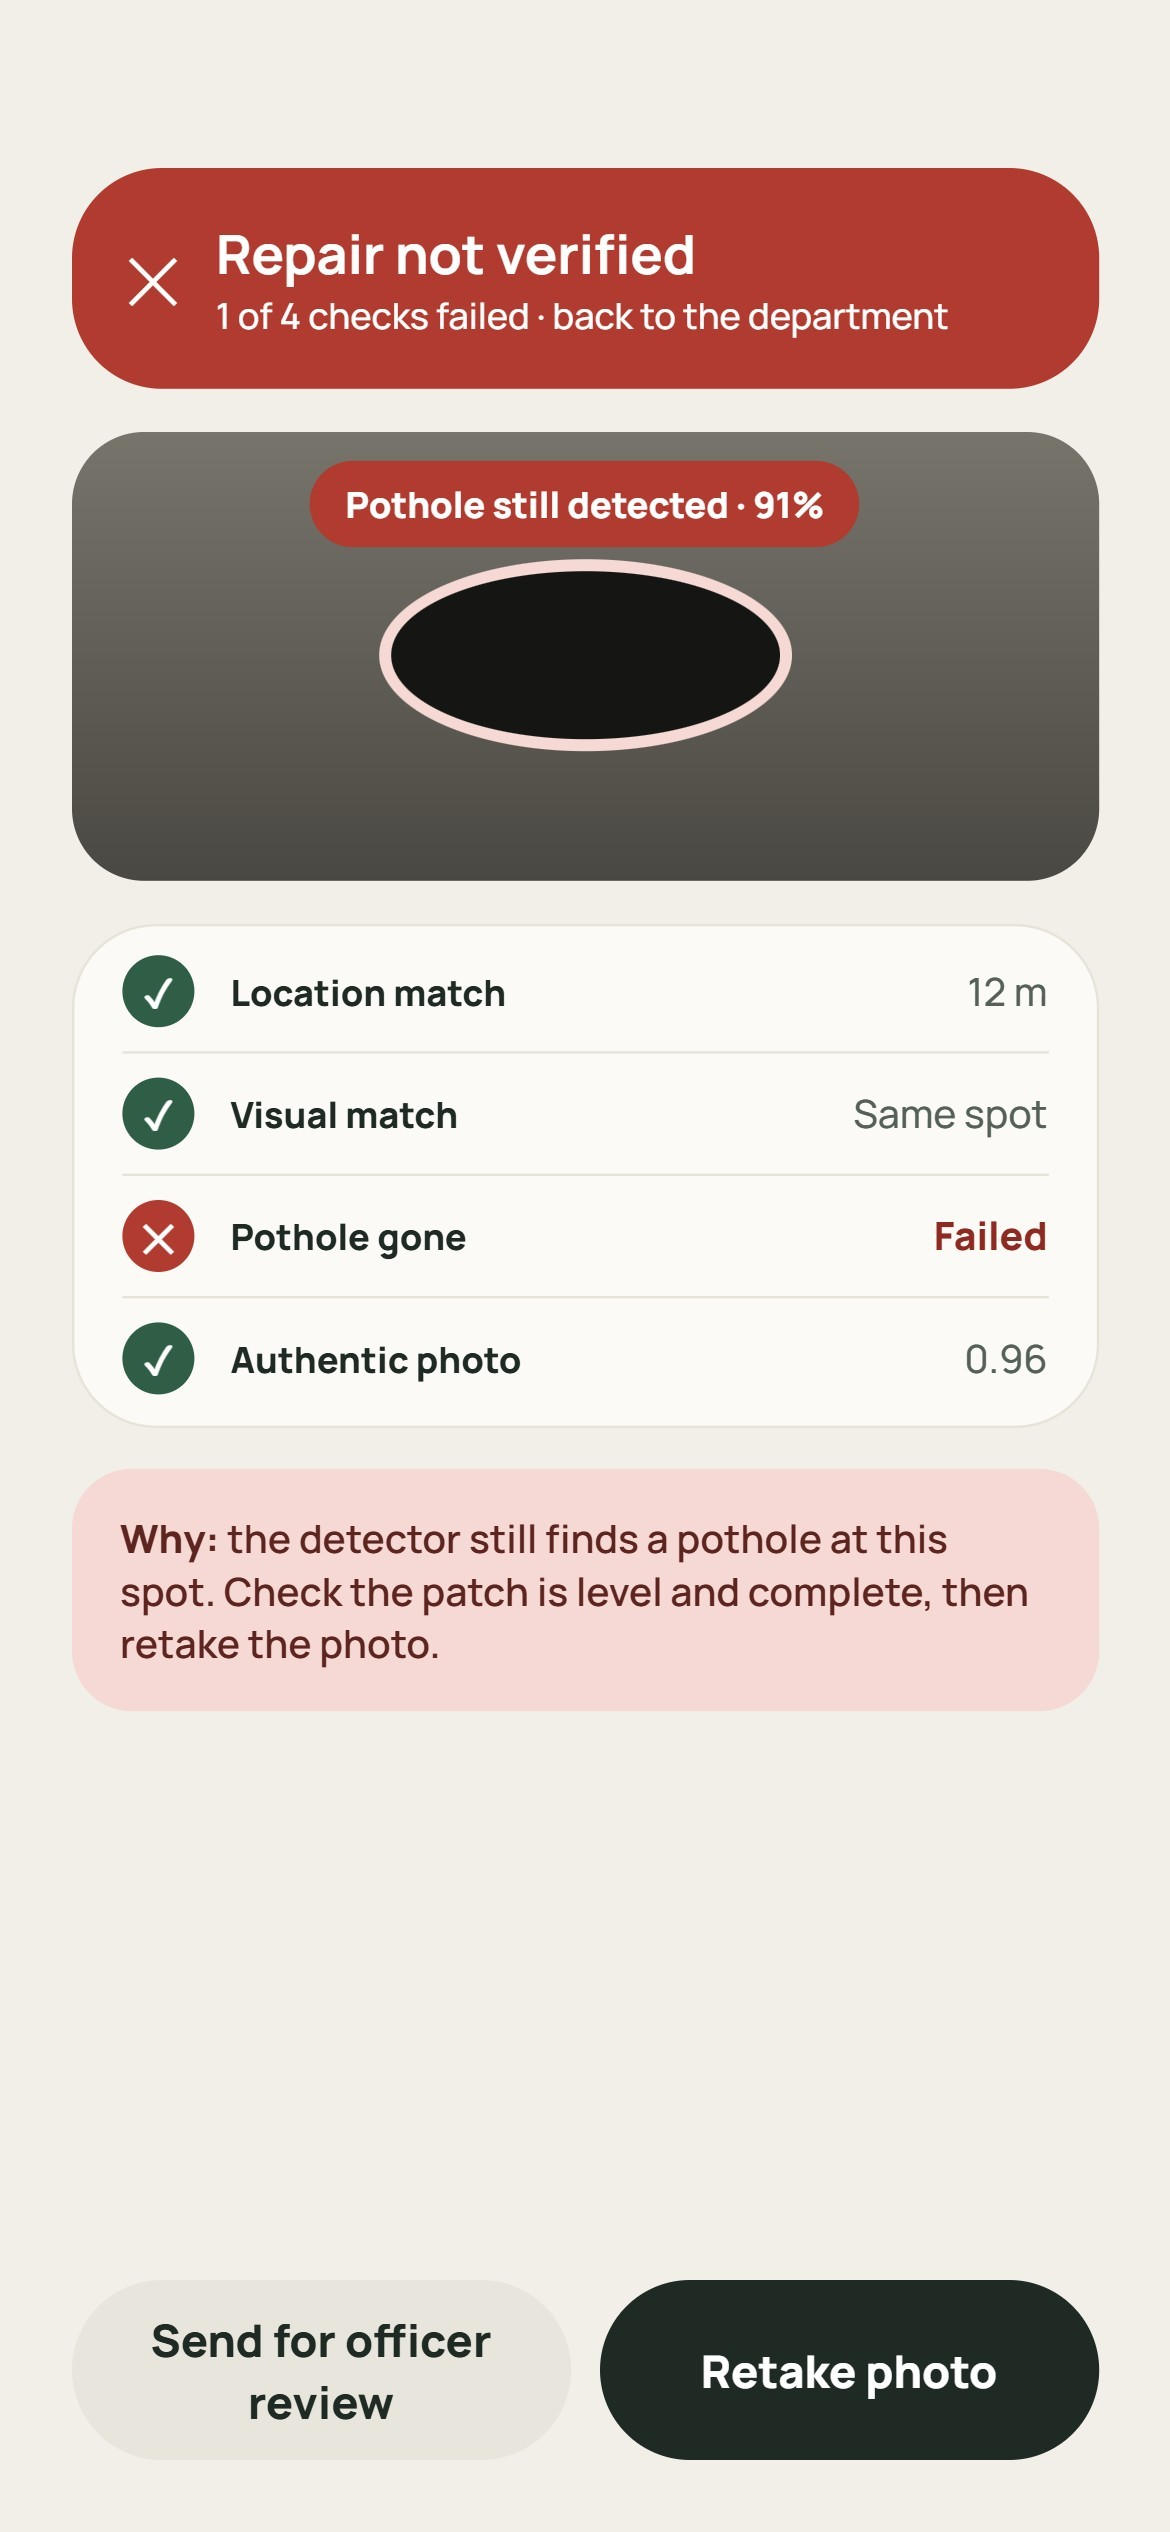 Repair not verified
1 of 4 checks failed · back to the department
Pothole still detected · 91%
Location match 12 m
Visual match Same spot
Pothole gone Failed
Authentic photo 0.96
Why: the detector still finds a pothole at this
spot. Check the patch is level and complete, then
retake the photo.
Send for officer
review
Retake photo